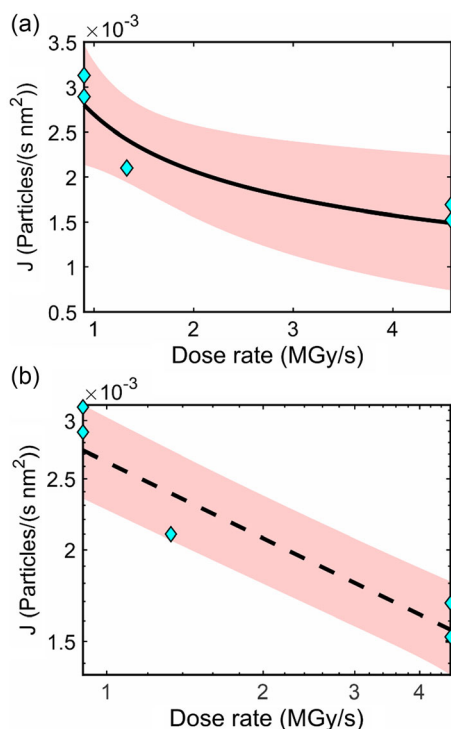 (a)
×10⁻³
3.5
3
2.5
2
1.5
1
0.5
J (Particles/(s nm²))
1 2 3 4
Dose rate (MGy/s)
(b)
×10⁻³
3
2.5
2
1.5
J (Particles/(s nm²))
1 2 3 4
Dose rate (MGy/s)